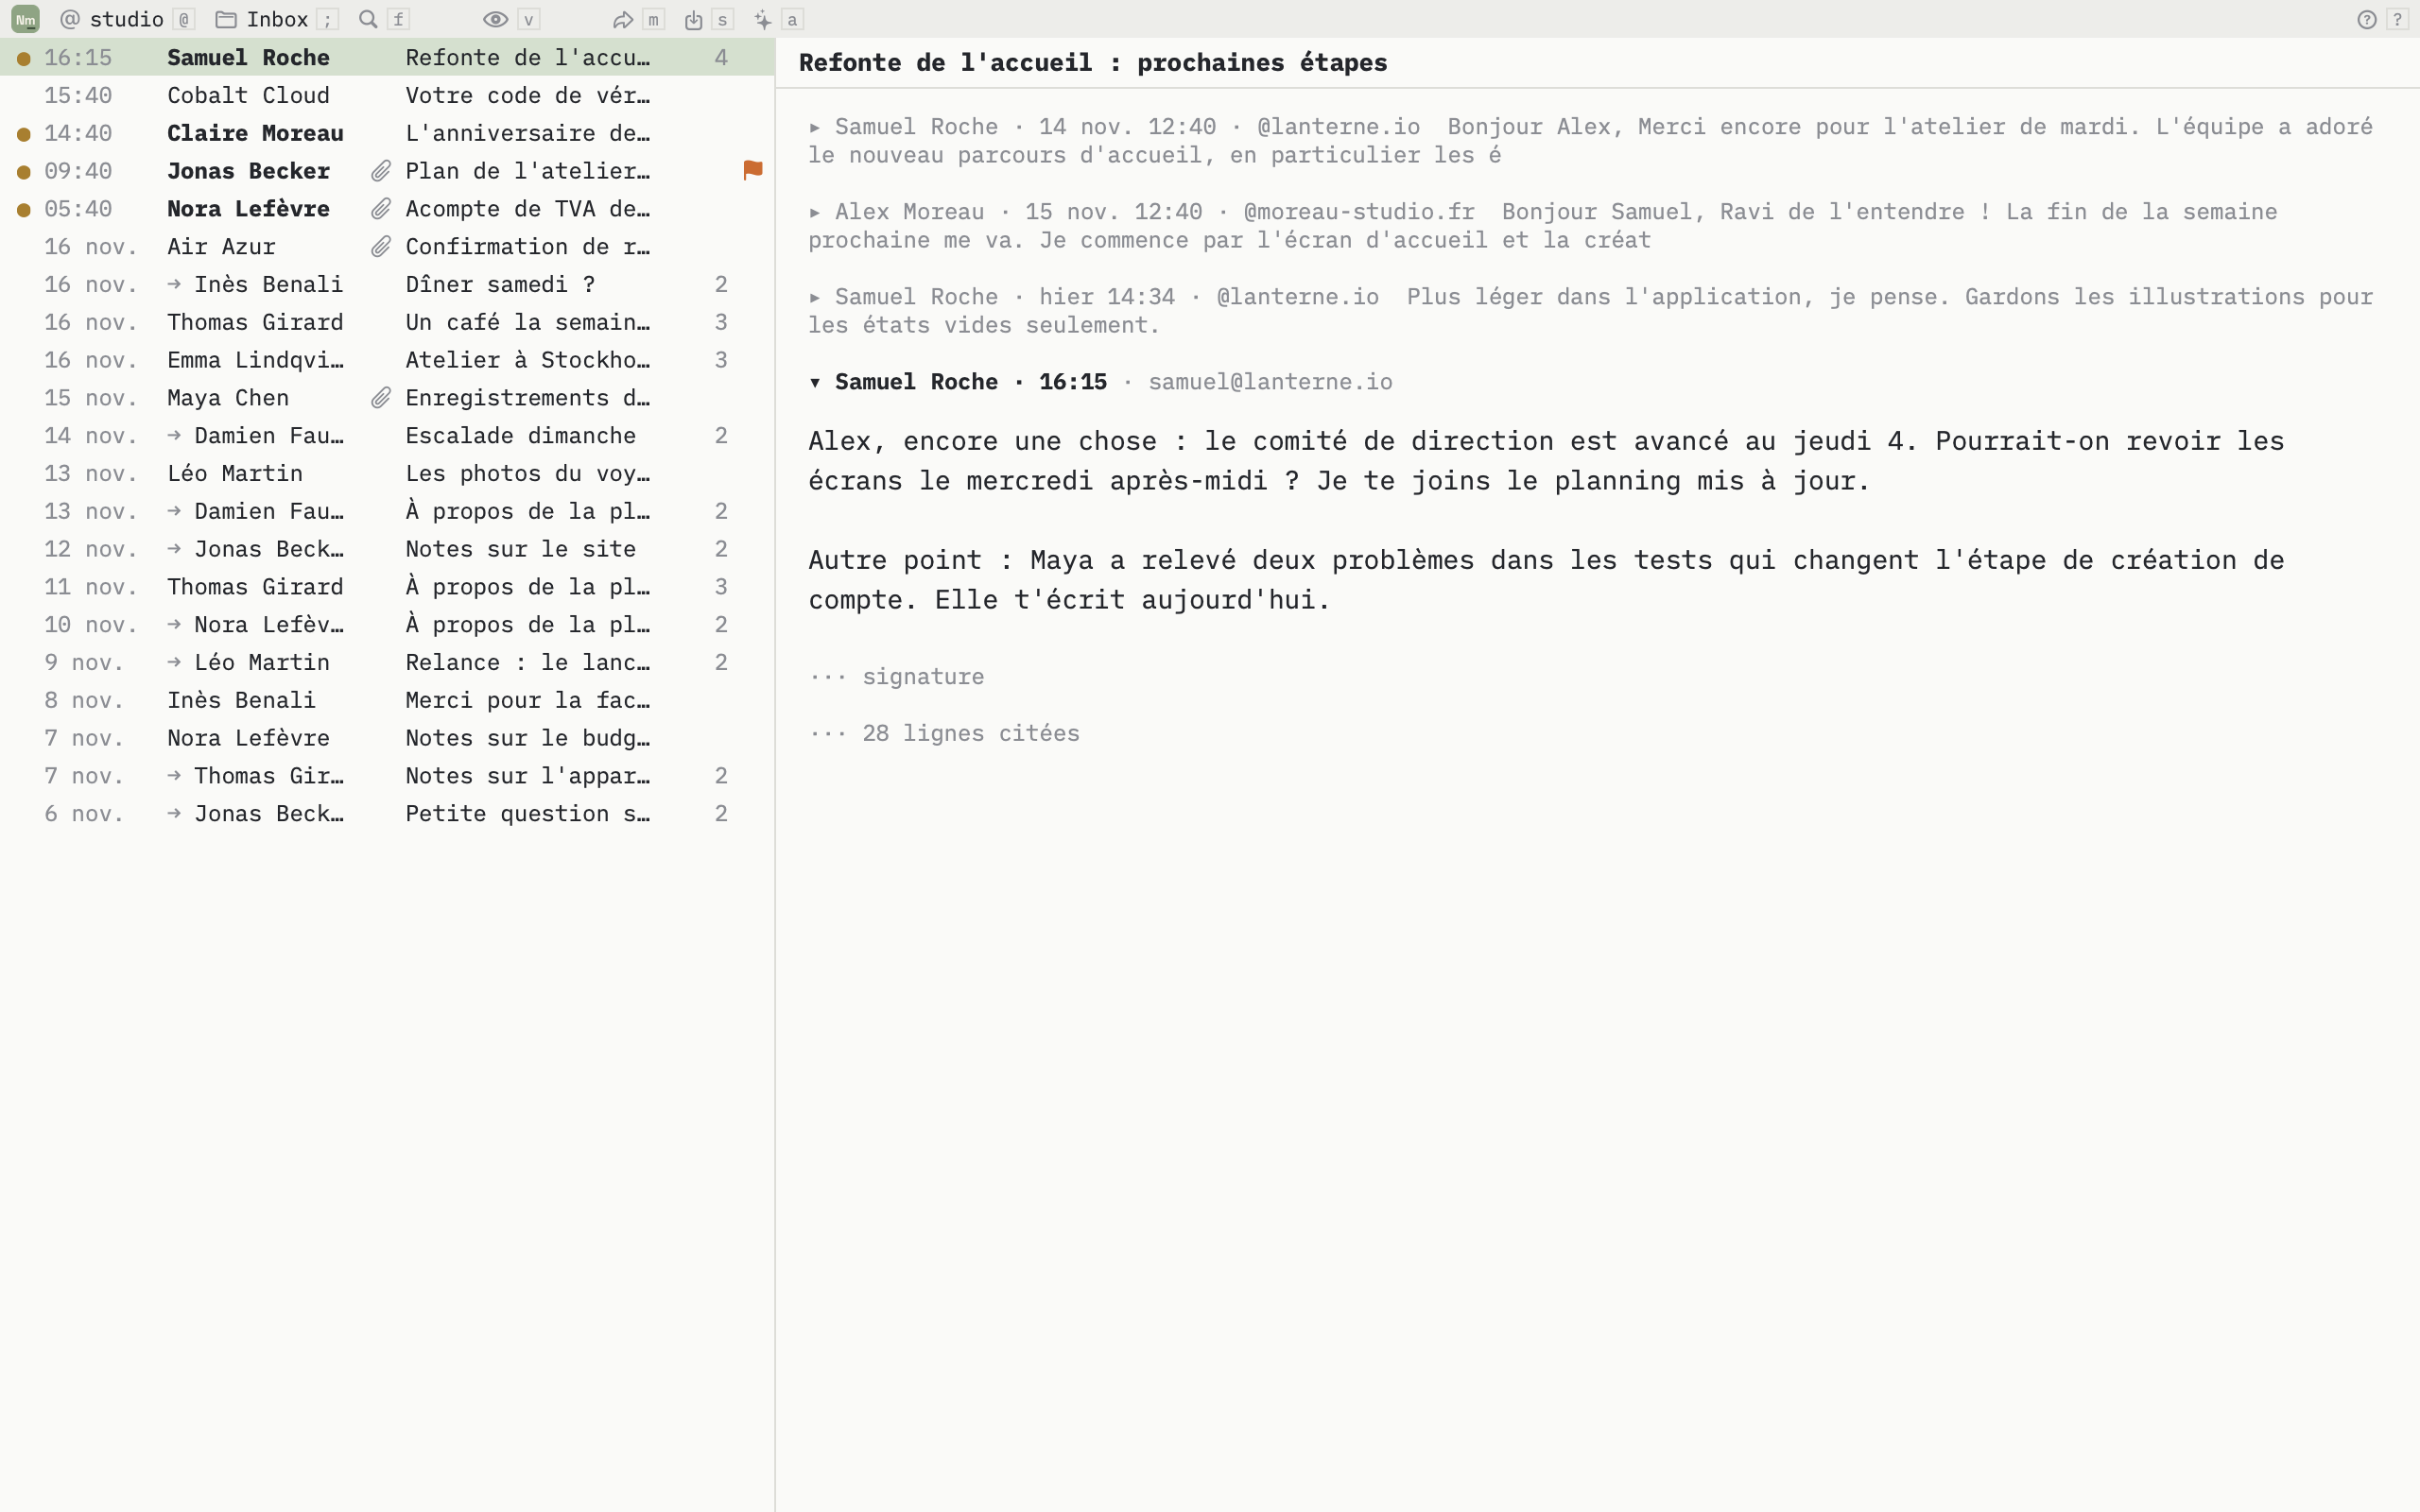 Nm @ studio @ Inbox ; f v m s a ? ?
16:15 Samuel Roche Refonte de l'accu… 4
15:40 Cobalt Cloud Votre code de vér…
14:40 Claire Moreau L'anniversaire de…
09:40 Jonas Becker Plan de l'atelier…
05:40 Nora Lefèvre Acompte de TVA de…
16 nov. Air Azur Confirmation de r…
16 nov. → Inès Benali Dîner samedi ? 2
16 nov. Thomas Girard Un café la semain… 3
16 nov. Emma Lindqvi… Atelier à Stockho… 3
15 nov. Maya Chen Enregistrements d…
14 nov. → Damien Fau… Escalade dimanche 2
13 nov. Léo Martin Les photos du voy…
13 nov. → Damien Fau… À propos de la pl… 2
12 nov. → Jonas Beck… Notes sur le site 2
11 nov. Thomas Girard À propos de la pl… 3
10 nov. → Nora Lefèv… À propos de la pl… 2
9 nov. → Léo Martin Relance : le lanc… 2
8 nov. Inès Benali Merci pour la fac…
7 nov. Nora Lefèvre Notes sur le budg…
7 nov. → Thomas Gir… Notes sur l'appar… 2
6 nov. → Jonas Beck… Petite question s… 2
Refonte de l'accueil : prochaines étapes
▸ Samuel Roche · 14 nov. 12:40 · @lanterne.io Bonjour Alex, Merci encore pour l'atelier de mardi. L'équipe a adoré
le nouveau parcours d'accueil, en particulier les é
▸ Alex Moreau · 15 nov. 12:40 · @moreau-studio.fr Bonjour Samuel, Ravi de l'entendre ! La fin de la semaine
prochaine me va. Je commence par l'écran d'accueil et la créat
▸ Samuel Roche · hier 14:34 · @lanterne.io Plus léger dans l'application, je pense. Gardons les illustrations pour
les états vides seulement.
▾ Samuel Roche · 16:15 · samuel@lanterne.io
Alex, encore une chose : le comité de direction est avancé au jeudi 4. Pourrait-on revoir les
écrans le mercredi après-midi ? Je te joins le planning mis à jour.
Autre point : Maya a relevé deux problèmes dans les tests qui changent l'étape de création de
compte. Elle t'écrit aujourd'hui.
··· signature
··· 28 lignes citées